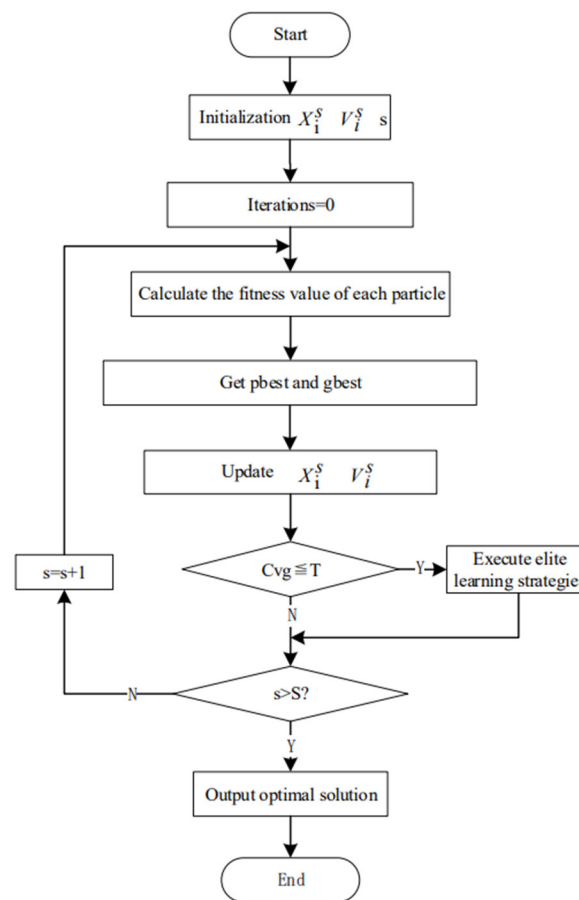 Start
Initialization X_i^s V_i^s s
Iterations=0
Calculate the fitness value of each particle
Get pbest and gbest
Update X_i^s V_i^s
Cvg≦T
Y
Execute elite
learning strategie
s=s+1
N
s>S?
N
Y
Output optimal solution
End